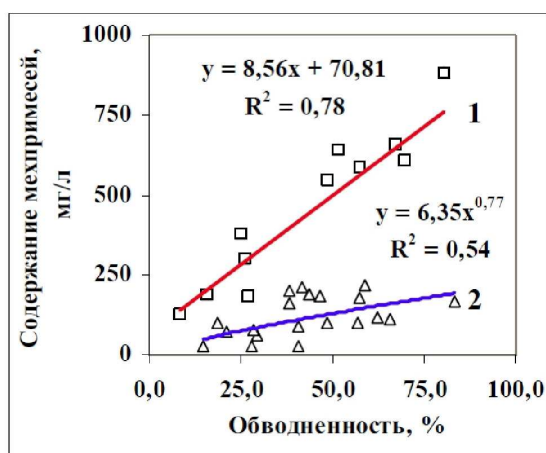 Содержание мехпримесей,
мг/л
1000
750
500
250
0
y = 8,56x + 70,81
R² = 0,78
1
y = 6,35x^0,77
R² = 0,54
2
0,0 25,0 50,0 75,0 100,0
Обводненность, %